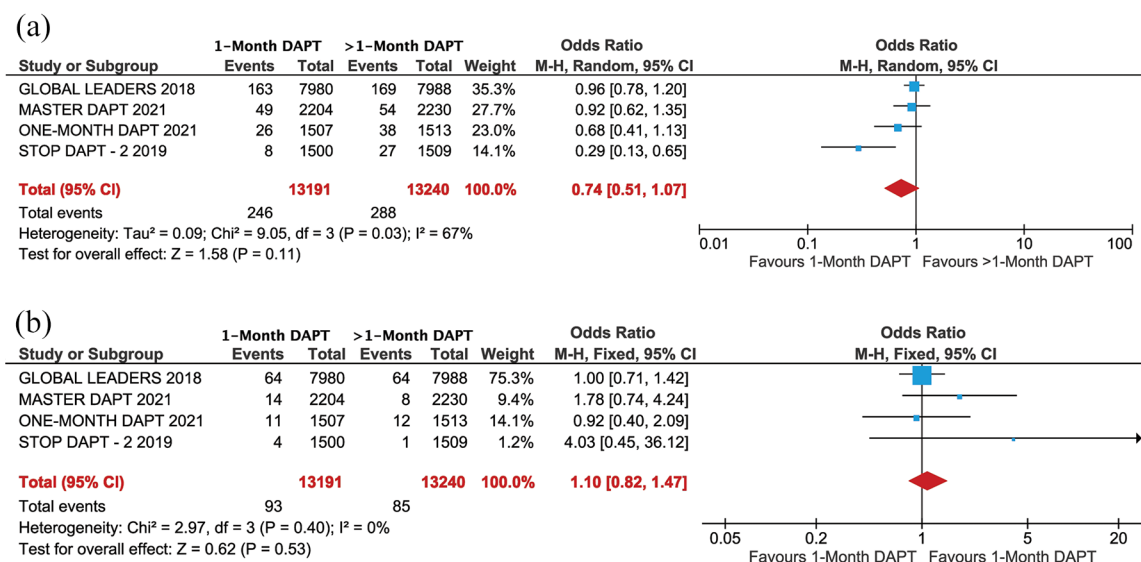 (a)
1-Month DAPT >1-Month DAPT Odds Ratio Odds Ratio
Study or Subgroup Events Total Events Total Weight M-H, Random, 95% CI M-H, Random, 95% CI
GLOBAL LEADERS 2018 163 7980 169 7988 35.3% 0.96 [0.78, 1.20]
MASTER DAPT 2021 49 2204 54 2230 27.7% 0.92 [0.62, 1.35]
ONE-MONTH DAPT 2021 26 1507 38 1513 23.0% 0.68 [0.41, 1.13]
STOP DAPT - 2 2019 8 1500 27 1509 14.1% 0.29 [0.13, 0.65]
Total (95% CI) 13191 13240 100.0% 0.74 [0.51, 1.07]
Total events 246 288
Heterogeneity: Tau² = 0.09; Chi² = 9.05, df = 3 (P = 0.03); I² = 67%
Test for overall effect: Z = 1.58 (P = 0.11)
0.01 0.1 1 10 100
Favours 1-Month DAPT Favours >1-Month DAPT
(b)
1-Month DAPT >1-Month DAPT Odds Ratio Odds Ratio
Study or Subgroup Events Total Events Total Weight M-H, Fixed, 95% CI M-H, Fixed, 95% CI
GLOBAL LEADERS 2018 64 7980 64 7988 75.3% 1.00 [0.71, 1.42]
MASTER DAPT 2021 14 2204 8 2230 9.4% 1.78 [0.74, 4.24]
ONE-MONTH DAPT 2021 11 1507 12 1513 14.1% 0.92 [0.40, 2.09]
STOP DAPT - 2 2019 4 1500 1 1509 1.2% 4.03 [0.45, 36.12]
Total (95% CI) 13191 13240 100.0% 1.10 [0.82, 1.47]
Total events 93 85
Heterogeneity: Chi² = 2.97, df = 3 (P = 0.40); I² = 0%
Test for overall effect: Z = 0.62 (P = 0.53)
0.05 0.2 1 5 20
Favours 1-Month DAPT Favours 1-Month DAPT